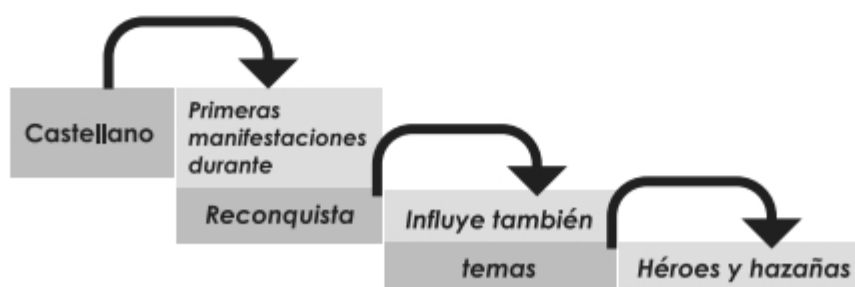 Castellano
Primeras
manifestaciones
durante
Reconquista
Influye también
temas
Héroes y hazañas